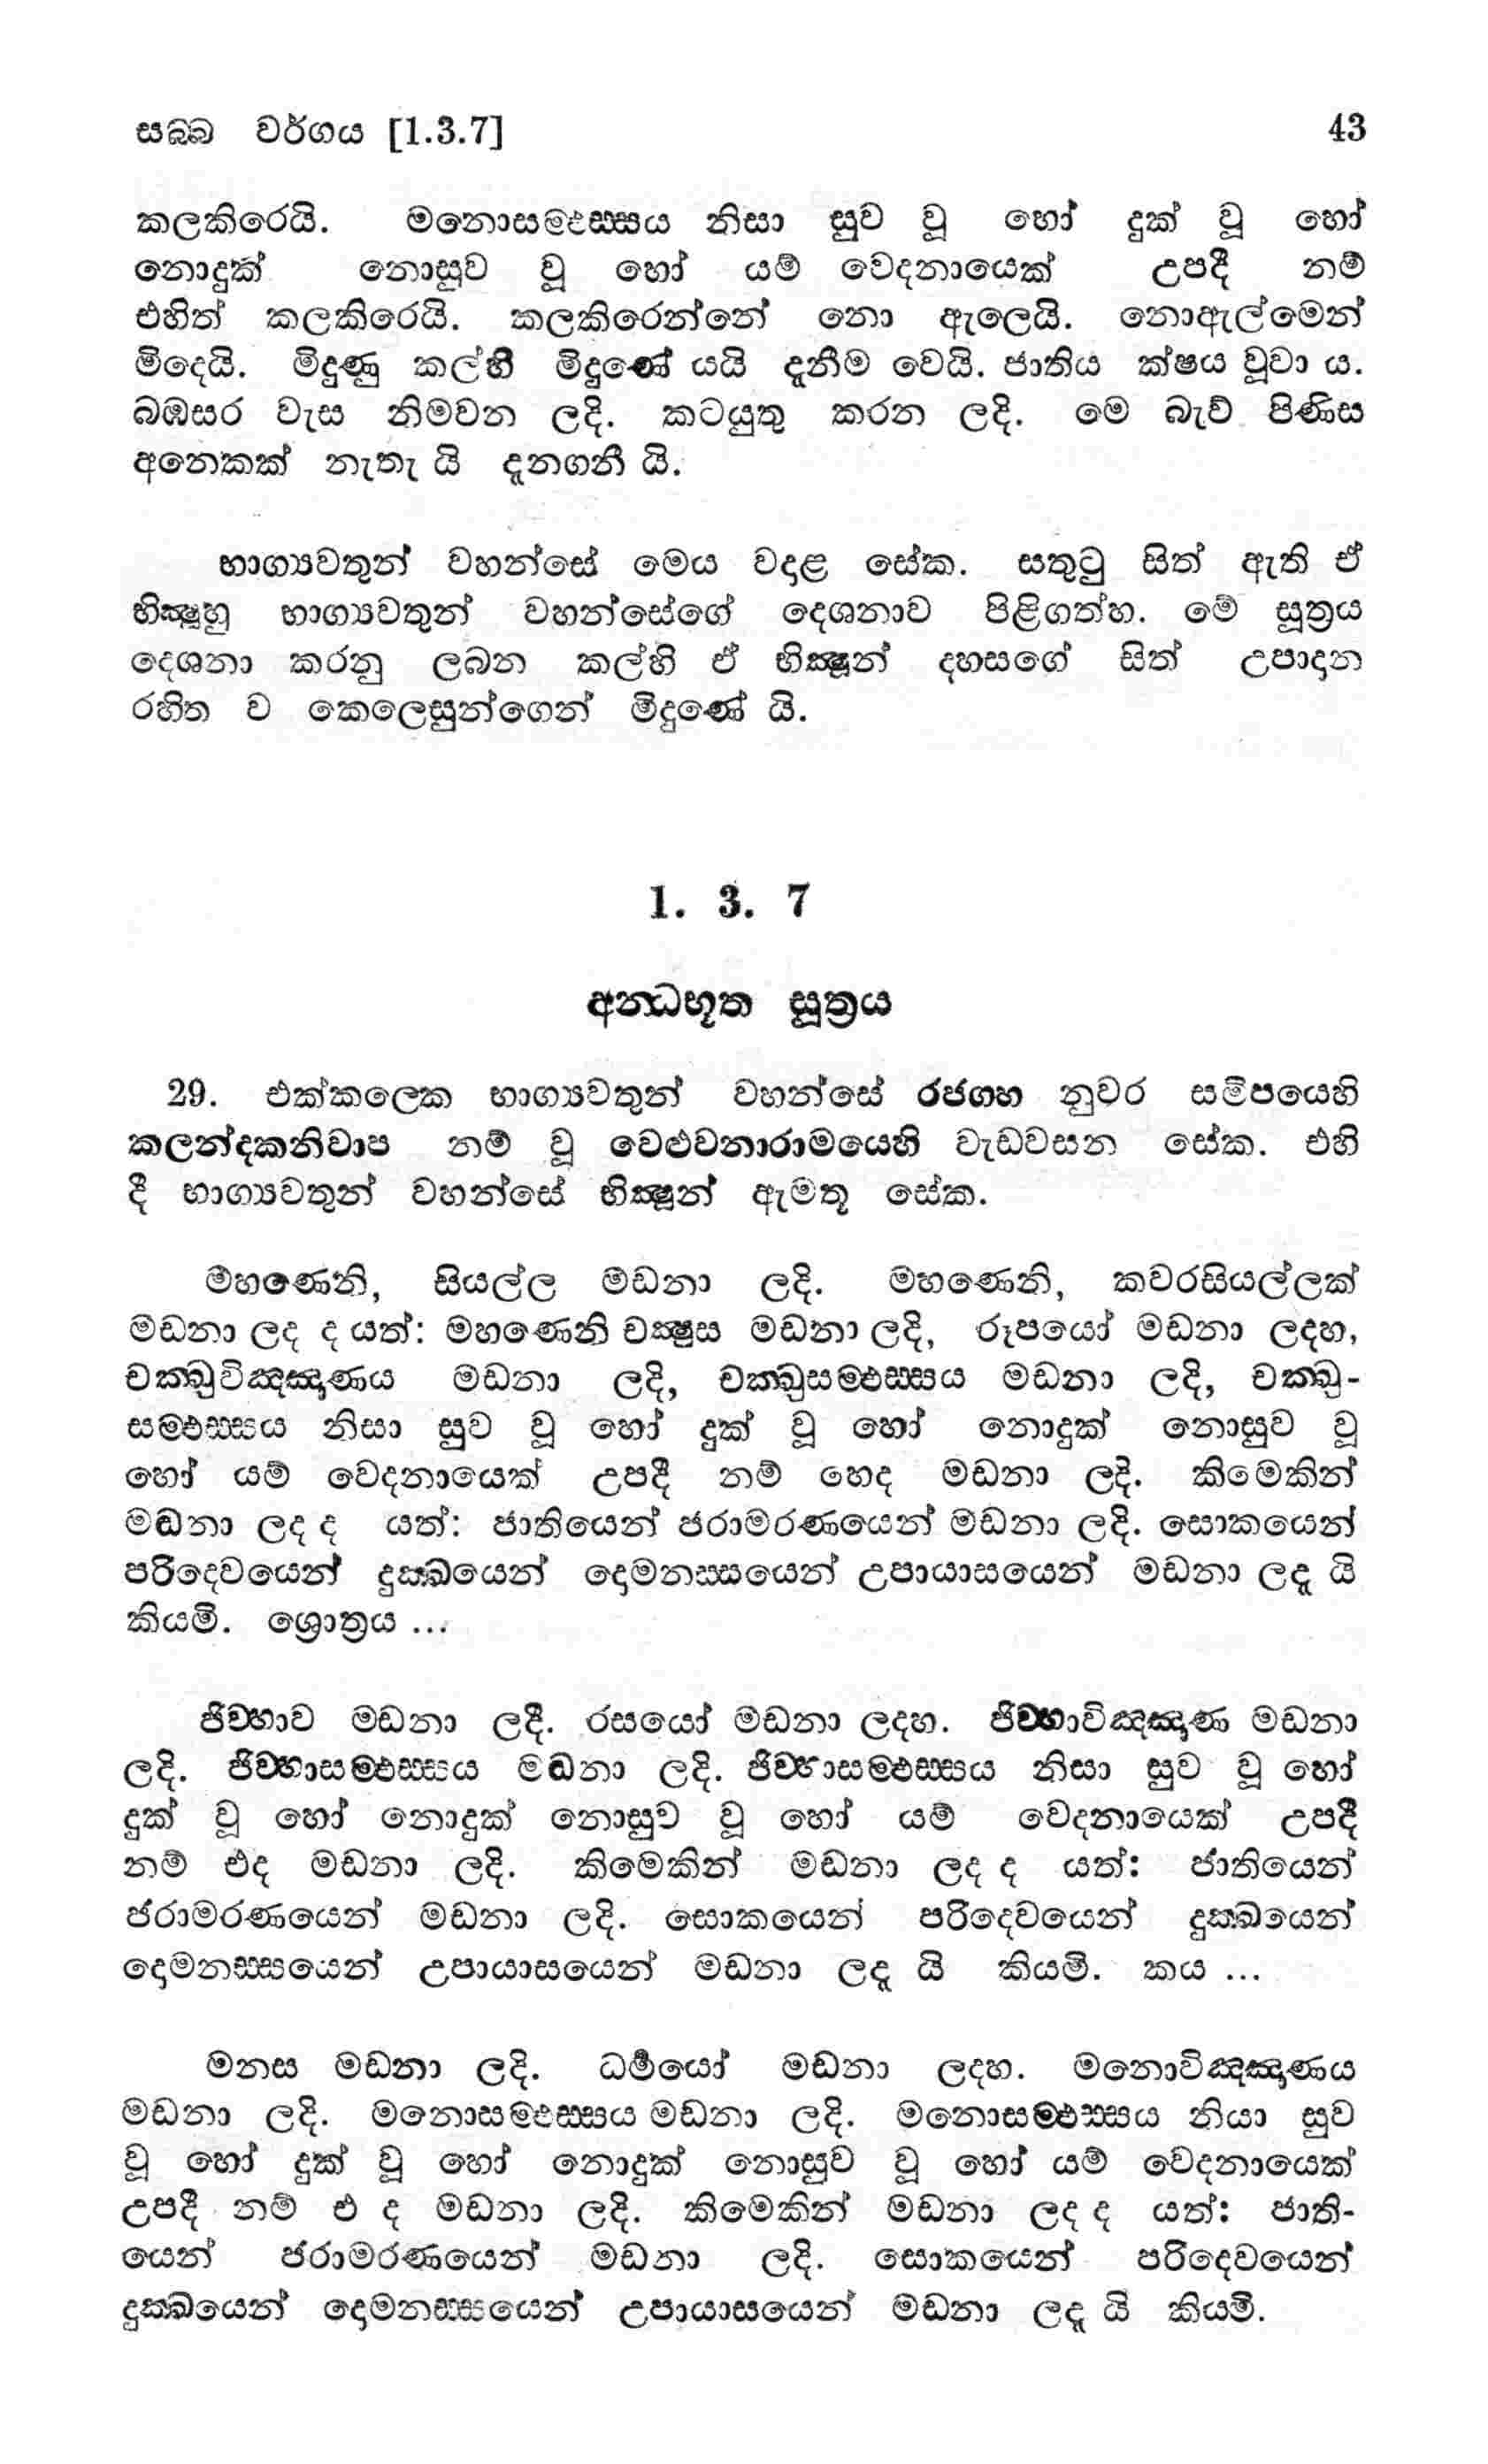 සබ්බ වර්ගය [1.3.7] 43
කලකිරෙයි. මනොසම්ඵස්සය නිසා සුව වූ හෝ දුක් වූ හෝ
නොදුක් නොසුව වූ හෝ යම් වෙදනායෙක් උපදී නම්
එහිත් කලකිරෙයි. කලකිරෙන්නේ නො ඇලෙයි. නොඇල්මෙන්
මිදෙයි. මිදුණු කල්හි මිදුණේ යයි දැනීම වෙයි. ජාතිය ක්ෂය වූවා ය.
බඹසර වැස නිමවන ලදි. කටයුතු කරන ලදි. මෙ බැව් පිණිස
අනෙකක් නැතැ යි දැනගනී යි.
භාග්‍යවතුන් වහන්සේ මෙය වදාළ සේක. සතුටු සිත් ඇති ඒ
භික්‍ෂූහු භාග්‍යවතුන් වහන්සේගේ දෙශනාව පිළිගත්හ. මේ සූත්‍රය
දෙශනා කරනු ලබන කල්හි ඒ භික්‍ෂූන් දහසගේ සිත් උපාදාන
රහිත ව කෙලෙසුන්ගෙන් මිදුණේ යි.
1. 3. 7
අන්‍ධභූත සූත්‍රය
29. එක්කලෙක භාග්‍යවතුන් වහන්සේ රජගහ නුවර සමීපයෙහි
කලන්දකනිවාප නම් වූ වෙළුවනාරාමයෙහි වැඩවසන සේක. එහි
දී භාග්‍යවතුන් වහන්සේ භික්‍ෂූන් ඇමතූ සේක.
මහණෙනි, සියල්ල මඩනා ලදි. මහණෙනි, කවරසියල්ලක්
මඩනා ලද ද යත්: මහණෙනි චක්‍ෂුස මඩනා ලදි, රූපයෝ මඩනා ලදහ,
චක්ඛුවිඤ්ඤාණය මඩනා ලදි, චක්ඛුසම්ඵස්සය මඩනා ලදි, චක්ඛු-
සම්ඵස්සය නිසා සුව වූ හෝ දුක් වූ හෝ නොදුක් නොසුව වූ
හෝ යම් වෙදනායෙක් උපදී නම් හෙද මඩනා ලදි. කිමෙකින්
මඬනා ලද ද යත්: ජාතියෙන් ජරාමරණයෙන් මඩනා ලදි. සොකයෙන්
පරිදෙවයෙන් දුක්ඛයෙන් දොමනස්සයෙන් උපායාසයෙන් මඩනා ලදැ යි
කියමි. ශ්‍රොත්‍රය ...
ජිව්හාව මඩනා ලදී. රසයෝ මඩනා ලදහ. ජිව්හාවිඤ්ඤාණ මඩනා
ලදි. ජිව්හාසම්ඵස්සය මඬනා ලදි. ජිව්හාසම්ඵස්සය නිසා සුව වූ හෝ
දුක් වූ හෝ නොදුක් නොසුව වූ හෝ යම් වෙදනායෙක් උපදී
නම් එද මඩනා ලදි. කිමෙකින් මඩනා ලද ද යත්: ජාතියෙන්
ජරාමරණයෙන් මඩනා ලදි. සොකයෙන් පරිදෙවයෙන් දුක්ඛයෙන්
දොමනස්සයෙන් උපායාසයෙන් මඩනා ලදැ යි කියමි. කය ...
මනස මඩනා ලදි. ධර්‍මයෝ මඩනා ලදහ. මනොවිඤ්ඤාණය
මඩනා ලදි. මනොසම්ඵස්සය මඩනා ලදි. මනොසම්ඵස්සය නියා සුව
වූ හෝ දුක් වූ හෝ නොදුක් නොසුව වූ හෝ යම් වෙදනායෙක්
උපදී නම් එ ද මඩනා ලදි. කිමෙකින් මඩනා ලද ද යත්: ජාති-
යෙන් ජරාමරණයෙන් මඩනා ලදි. සොකයෙන් පරිදෙවයෙන්
දුක්ඛයෙන් දොමනස්සයෙන් උපායාසයෙන් මඩනා ලදැ යි කියමි.